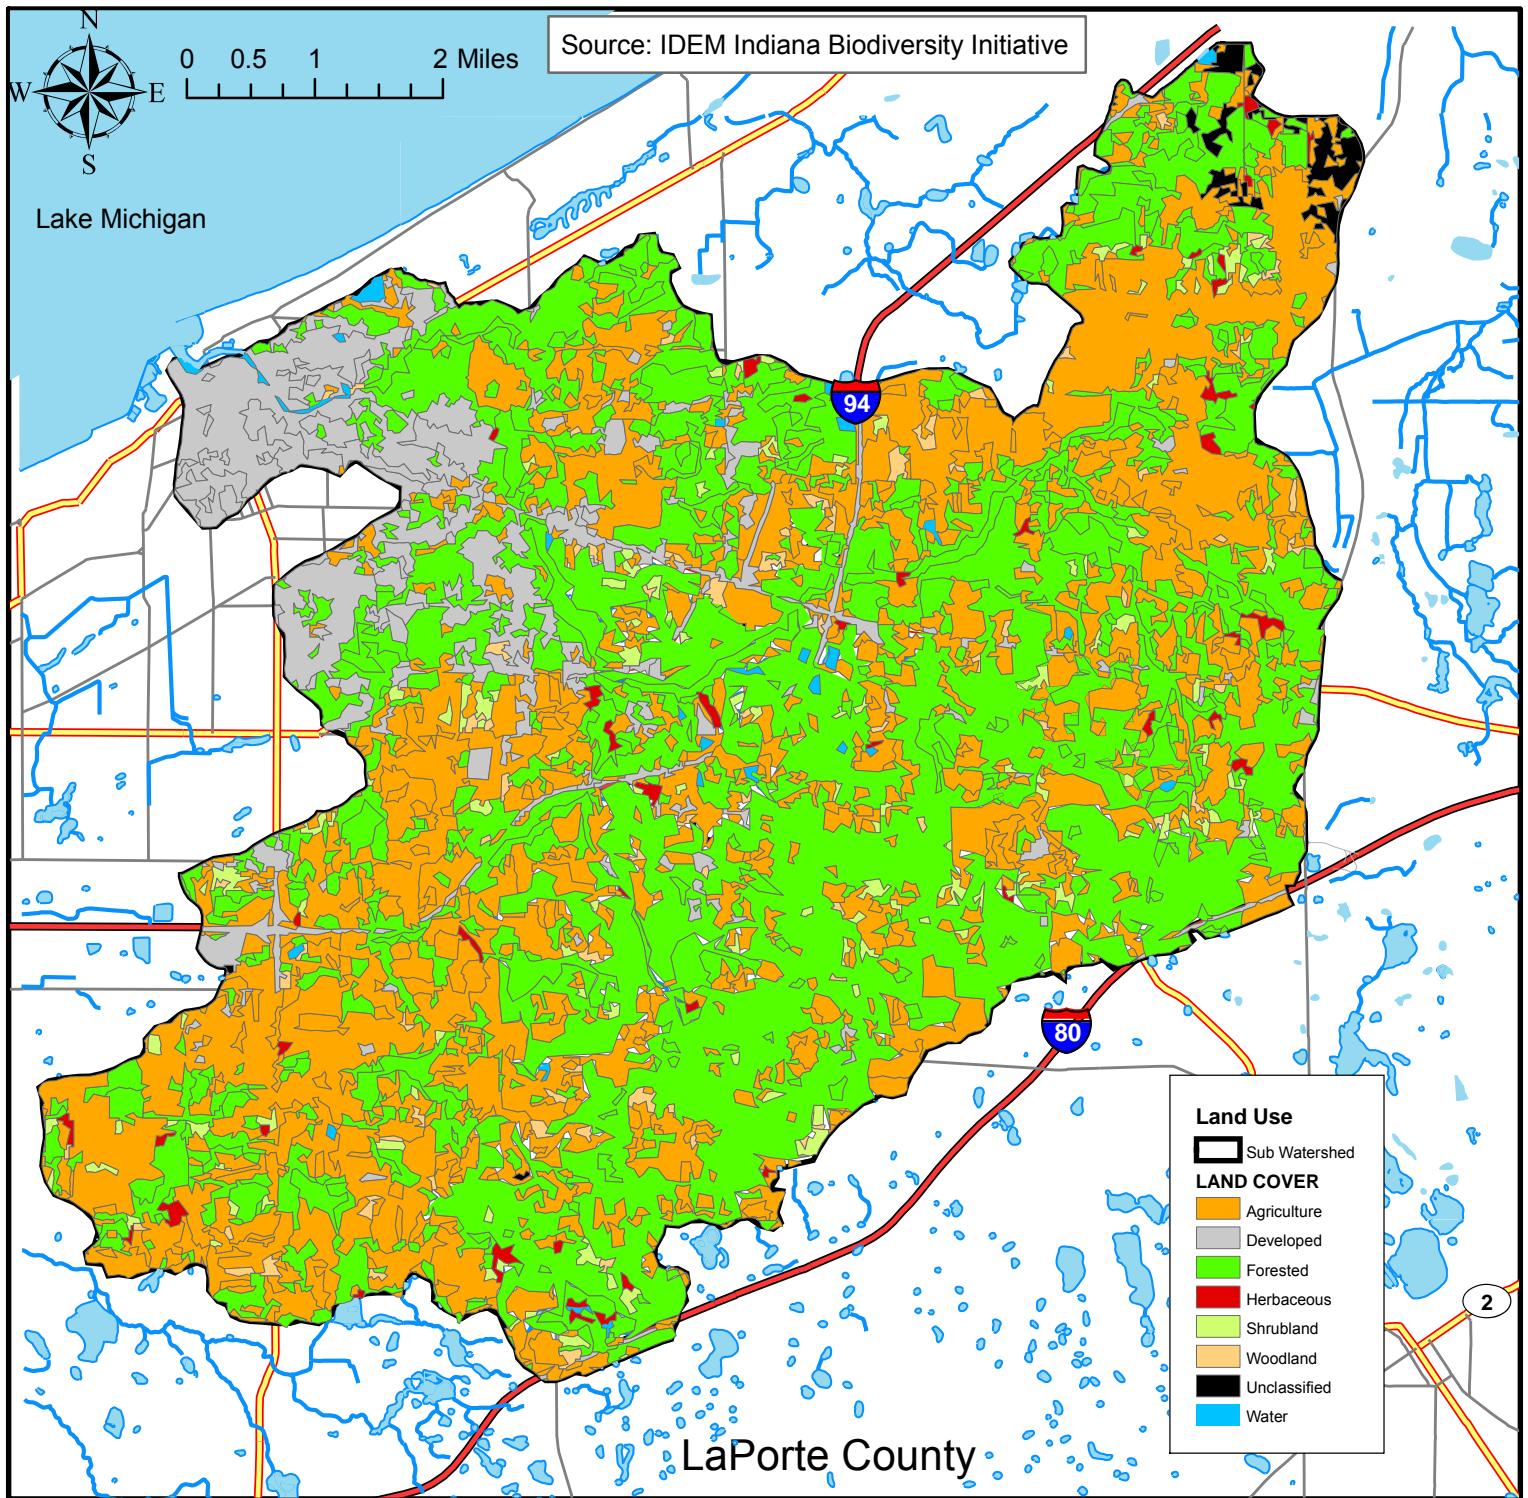 N
Source: IDEM Indiana Biodiversity Initiative
0 0.5 1 2 Miles
W E
S
Lake Michigan
94
80
Land Use
Sub Watershed
LAND COVER
Agriculture
Developed
Forested
Herbaceous
Shrubland
Woodland
Unclassified
Water
2
LaPorte County